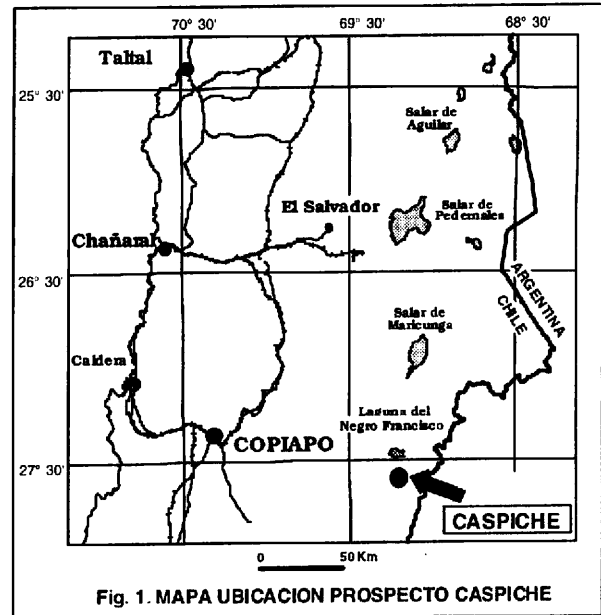 70° 30'
69° 30'
68° 30'
Taltal
25° 30'
Salar de
Aguilar
El Salvador
Salar de
Pedernales
Chañaral
26° 30'
ARGENTINA
CHILE
Salar de
Maricunga
Caldera
Laguna del
Negro Francisco
COPIAPO
27° 30'
CASPICHE
0 50 Km
Fig. 1. MAPA UBICACION PROSPECTO CASPICHE